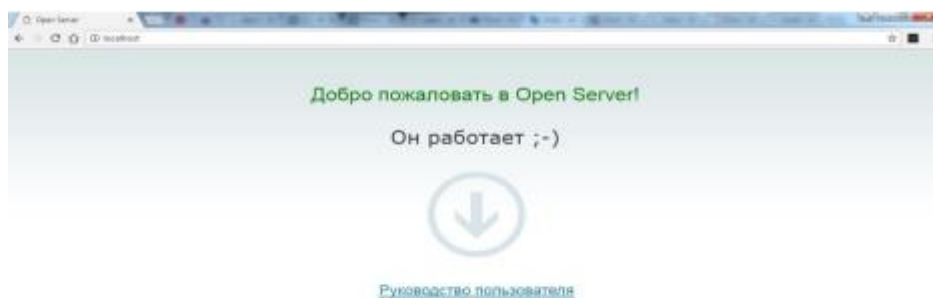 Open Server
localhost
Добро пожаловать в Open Server!
Он работает ;-)
Руководство пользователя